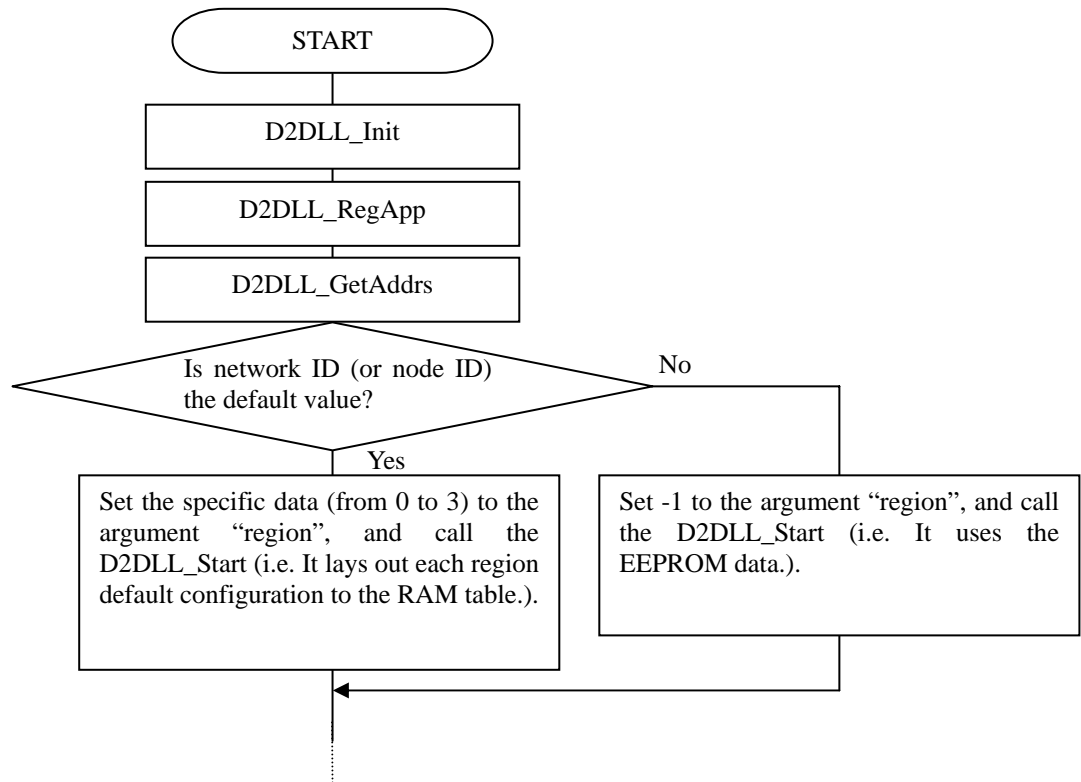 START
D2DLL_Init
D2DLL_RegApp
D2DLL_GetAddrs
Is network ID (or node ID)
the default value?
No
Yes
Set the specific data (from 0 to 3) to the
argument “region”, and call the
D2DLL_Start (i.e. It lays out each region
default configuration to the RAM table.).
Set -1 to the argument “region”, and call
the D2DLL_Start (i.e. It uses the
EEPROM data.).